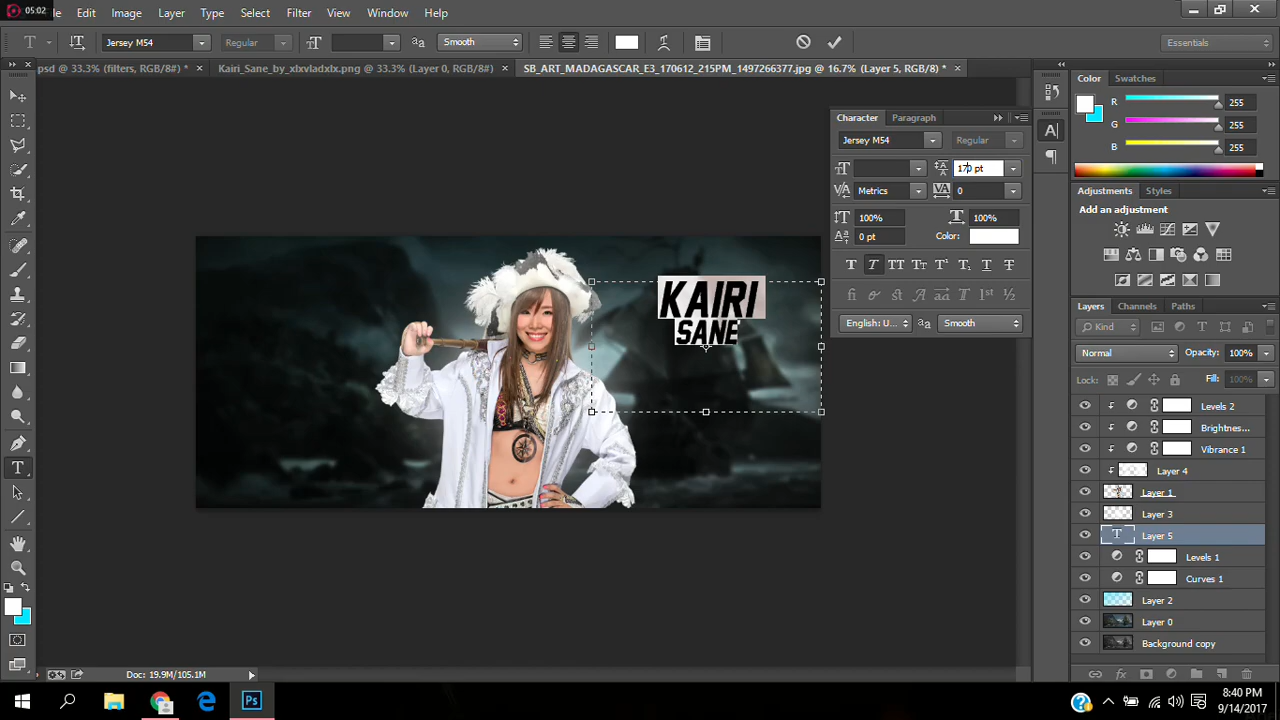 05:02
le Edit Image Layer Type Select Filter View Window Help
Jersey M54 Regular Smooth Essentials
psd @ 33.3% (filters, RGB/8#) * × Kairi_Sane_by_xlxvladxlx.png @ 33.3% (Layer 0, RGB/8#) × SB_ART_MADAGASCAR_E3_170612_215PM_1497266377.jpg @ 16.7% (Layer 5, RGB/8) * ×
Color Swatches
R 255
G 255
B 255
Character Paragraph
Jersey M54 Regular
170 pt
Metrics 0
100% 100%
0 pt Color:
English: U... aa Smooth
Adjustments Styles
Add an adjustment
KAIRI
SANE
Layers Channels Paths
Kind
Normal Opacity: 100%
Lock: Fill: 100%
Levels 2
Brightnes...
Vibrance 1
Layer 4
Layer 1
Layer 3
Layer 5
Levels 1
Curves 1
Layer 2
Layer 0
Background copy
Doc: 19.9M/105.1M
Ps
8:40 PM
9/14/2017